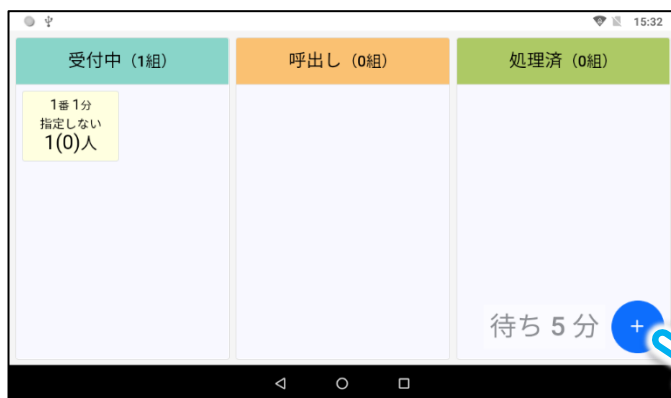 15:32
受付中（1組）
呼出し（0組）
処理済（0組）
1番 1分
指定しない
1(0)人
待ち 5 分
+